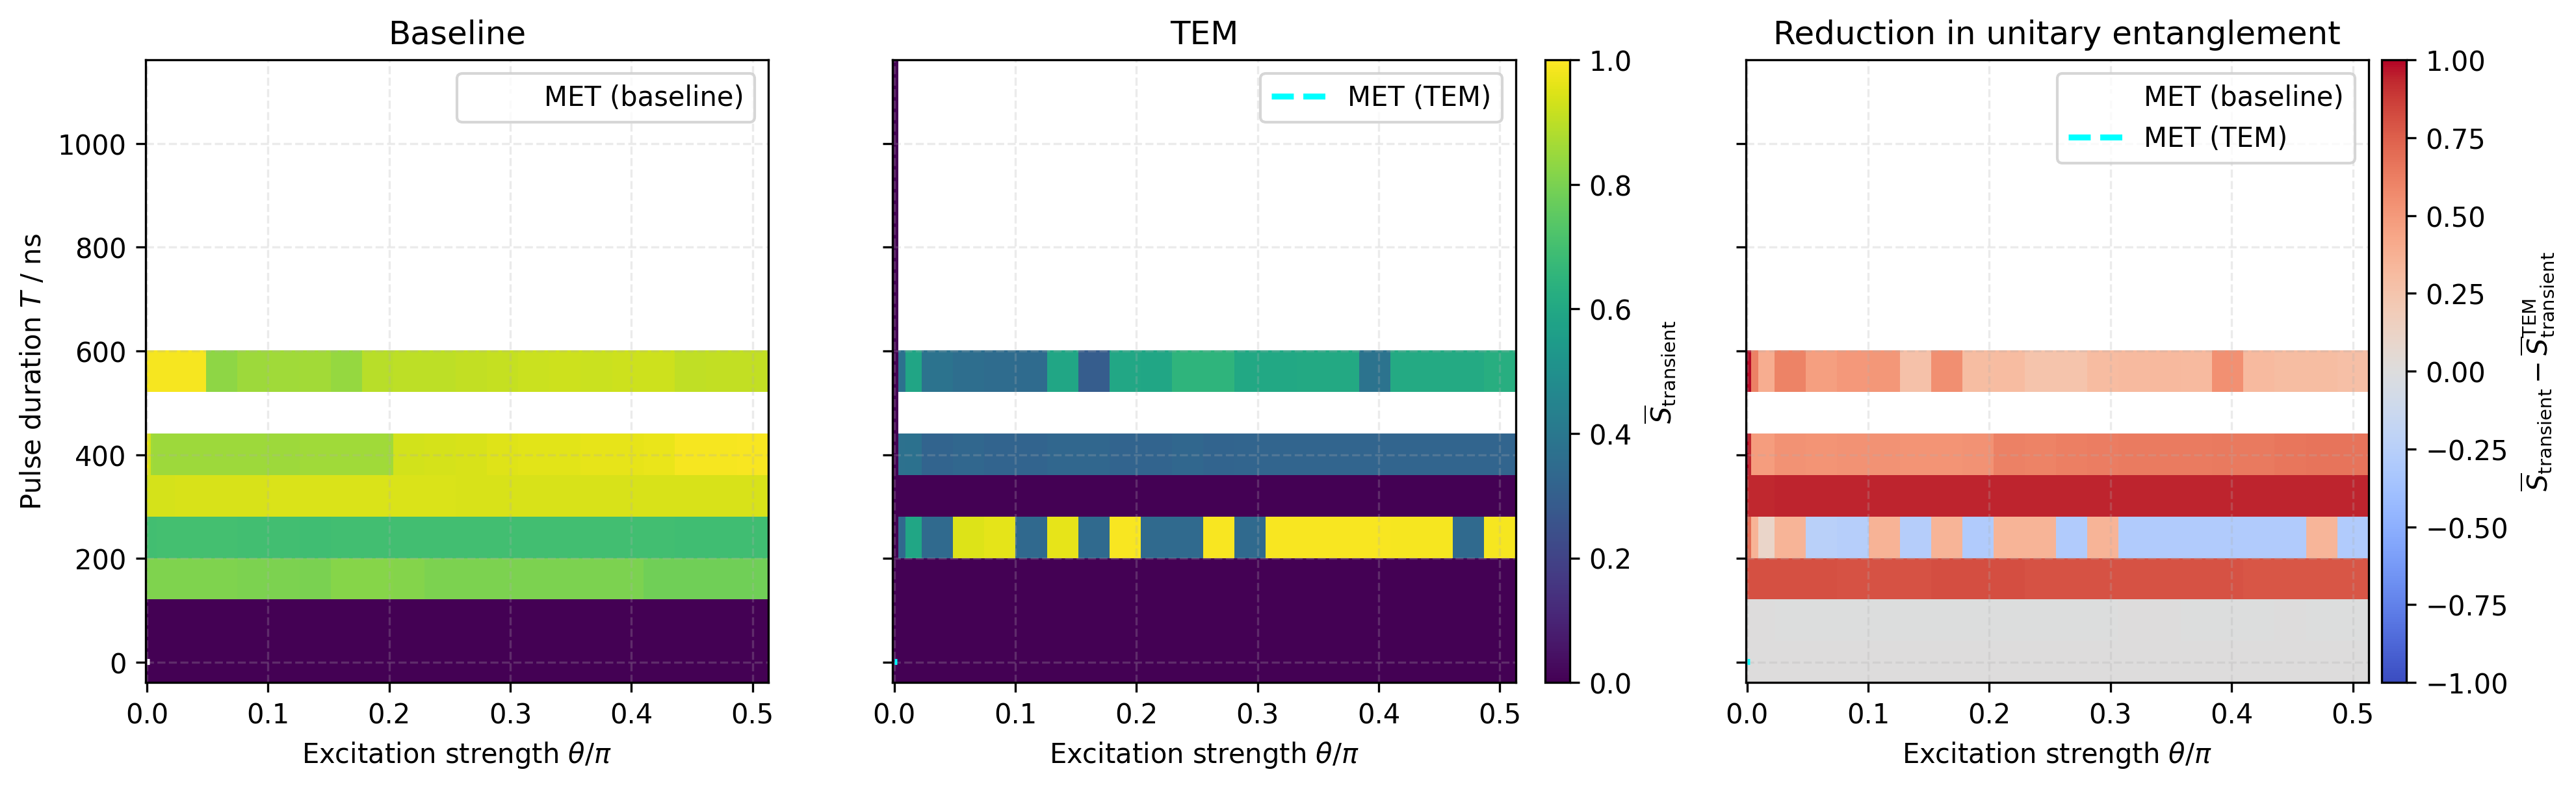 Baseline
MET (baseline)
1000
800
600
400
200
0
Pulse duration T / ns
0.0 0.1 0.2 0.3 0.4 0.5
Excitation strength θ/π
TEM
MET (TEM)
0.0 0.1 0.2 0.3 0.4 0.5
Excitation strength θ/π
1.0
0.8
0.6
0.4
0.2
0.0
S̅transient
Reduction in unitary entanglement
MET (baseline)
MET (TEM)
0.0 0.1 0.2 0.3 0.4 0.5
Excitation strength θ/π
1.00
0.75
0.50
0.25
0.00
−0.25
−0.50
−0.75
−1.00
S̅transient − S̅TEM transient